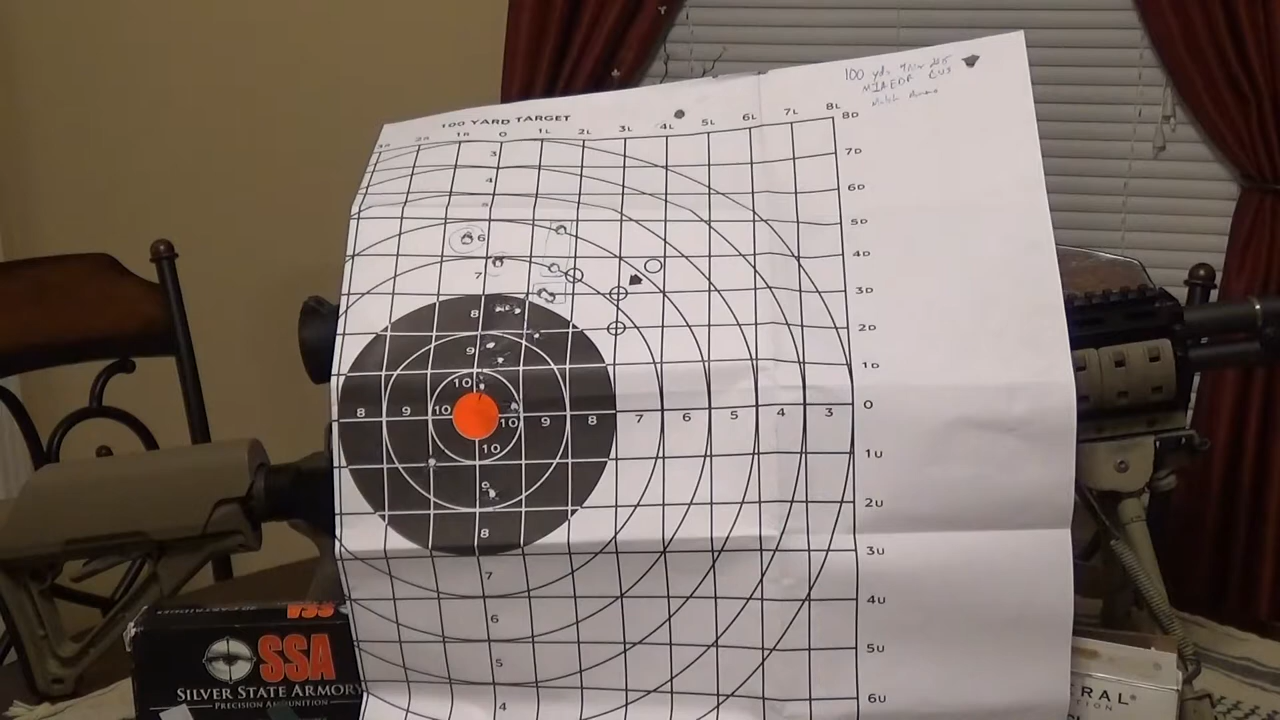 100 yds
100 YARD TARGET
3R 2R 1R 0 1L 2L 3L 4L 5L 6L 7L 8L
8D
7D
6D
5D
4D
3D
2D
1D
0
1U
2U
3U
4U
5U
6U
3
4
5
6
7
8
9
10
8 9 10 10 9 8 7 6 5 4 3
10
9
8
7
6
5
4
SSA
SSA
SILVER STATE ARMORY
PRECISION AMMUNITION
ERAL